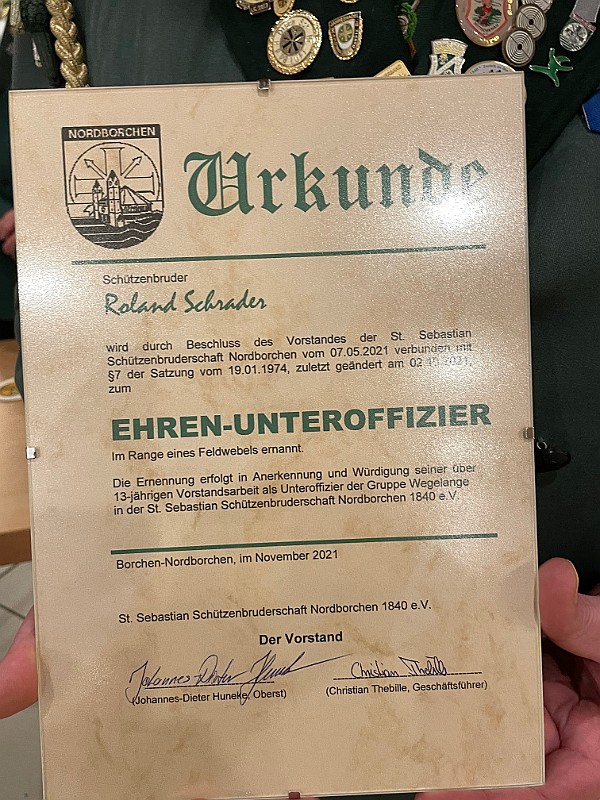 NORDBORCHEN
Urkunde
Schützenbruder
Roland Schrader
wird durch Beschluss des Vorstandes der St. Sebastian
Schützenbruderschaft Nordborchen vom 07.05.2021 verbunden mit
§7 der Satzung vom 19.01.1974, zuletzt geändert am
zum
EHREN-UNTEROFFIZIER
Im Range eines Feldwebels ernannt.
Die Ernennung erfolgt in Anerkennung und Würdigung seiner über
13-jährigen Vorstandsarbeit als Unteroffizier der Gruppe Wegelange
in der St. Sebastian Schützenbruderschaft Nordborchen 1840 e.V.
Borchen-Nordborchen, im November 2021
St. Sebastian Schützenbruderschaft Nordborchen 1840 e.V.
Der Vorstand
Johannes Dieter Christian Thebille
(Johannes-Dieter Huneke, Oberst) (Christian Thebille, Geschäftsführer)